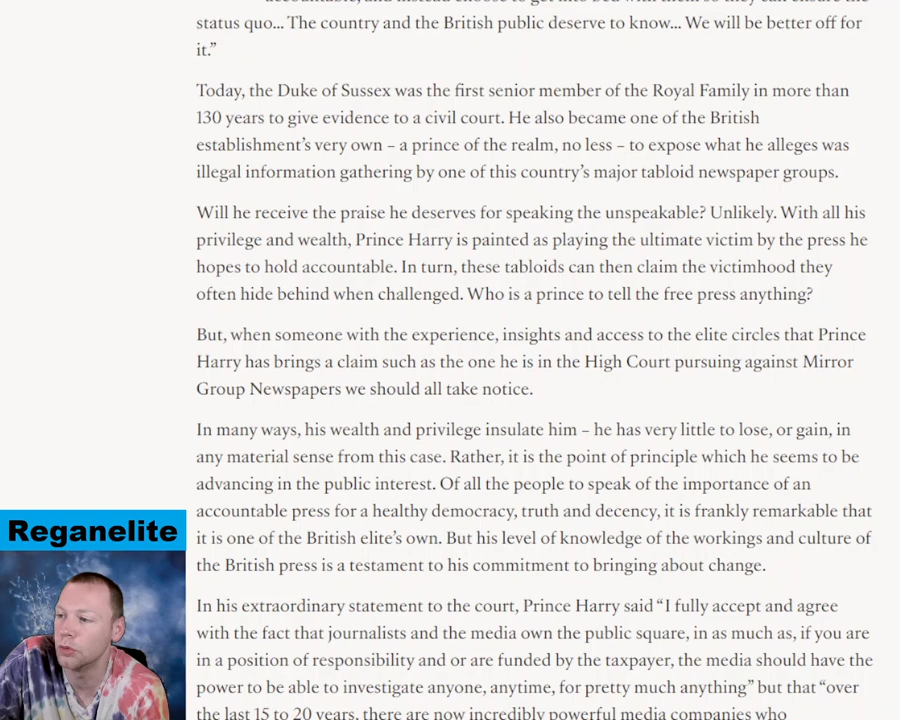 accountable, and instead choose to get into bed with them so they can ensure the
status quo... The country and the British public deserve to know... We will be better off for
it.”
Today, the Duke of Sussex was the first senior member of the Royal Family in more than
130 years to give evidence to a civil court. He also became one of the British
establishment’s very own – a prince of the realm, no less – to expose what he alleges was
illegal information gathering by one of this country’s major tabloid newspaper groups.
Will he receive the praise he deserves for speaking the unspeakable? Unlikely. With all his
privilege and wealth, Prince Harry is painted as playing the ultimate victim by the press he
hopes to hold accountable. In turn, these tabloids can then claim the victimhood they
often hide behind when challenged. Who is a prince to tell the free press anything?
But, when someone with the experience, insights and access to the elite circles that Prince
Harry has brings a claim such as the one he is in the High Court pursuing against Mirror
Group Newspapers we should all take notice.
In many ways, his wealth and privilege insulate him – he has very little to lose, or gain, in
any material sense from this case. Rather, it is the point of principle which he seems to be
advancing in the public interest. Of all the people to speak of the importance of an
accountable press for a healthy democracy, truth and decency, it is frankly remarkable that
it is one of the British elite’s own. But his level of knowledge of the workings and culture of
the British press is a testament to his commitment to bringing about change.
In his extraordinary statement to the court, Prince Harry said “I fully accept and agree
with the fact that journalists and the media own the public square, in as much as, if you are
in a position of responsibility and or are funded by the taxpayer, the media should have the
power to be able to investigate anyone, anytime, for pretty much anything” but that “over
the last 15 to 20 years, there are now incredibly powerful media companies who
Reganelite